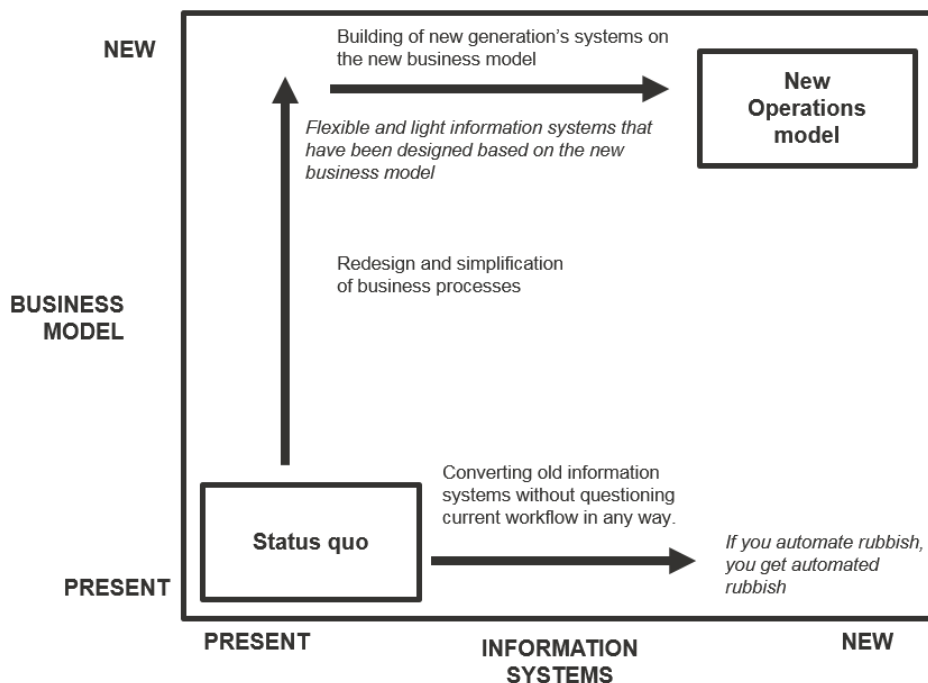 NEW
Building of new generation's systems on
the new business model
New
Operations
model
Flexible and light information systems that
have been designed based on the new
business model
Redesign and simplification
of business processes
BUSINESS
MODEL
Converting old information
systems without questioning
current workflow in any way.
Status quo
If you automate rubbish,
you get automated
rubbish
PRESENT
PRESENT
INFORMATION
SYSTEMS
NEW